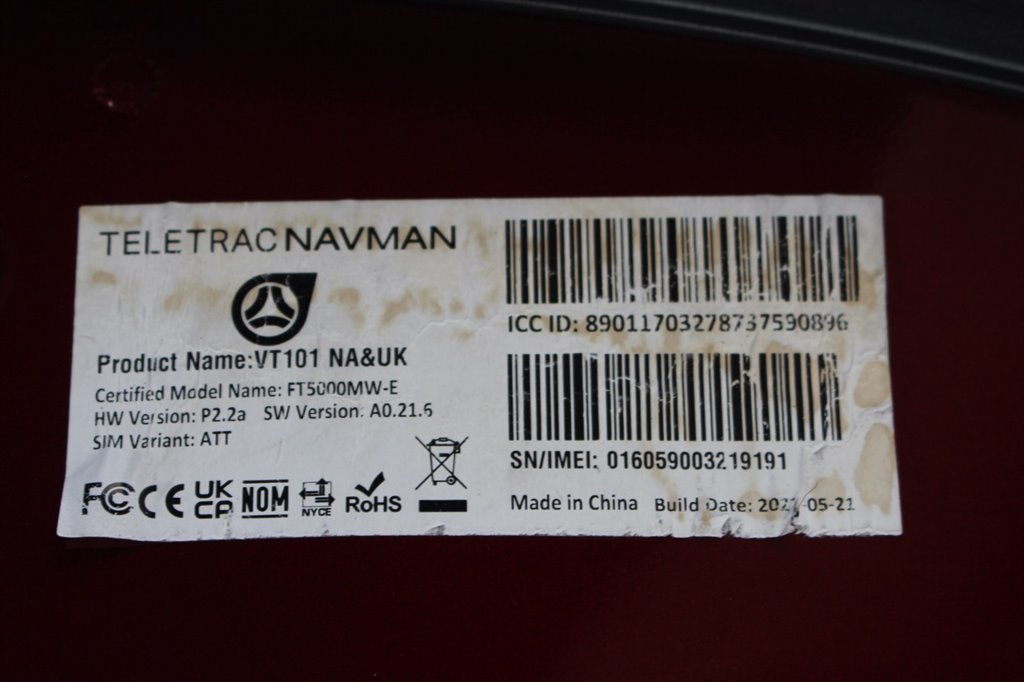 TELETRAC NAVMAN
Product Name:VT101 NA&UK
Certified Model Name: FT5000MW-E
HW Version: P2.2a SW Version: A0.21.6
SIM Variant: ATT
FC CE UK CA NOM NYCE RoHS
ICC ID: 89011703278737590896
SN/IMEI: 016059003219191
Made in China Build Date: